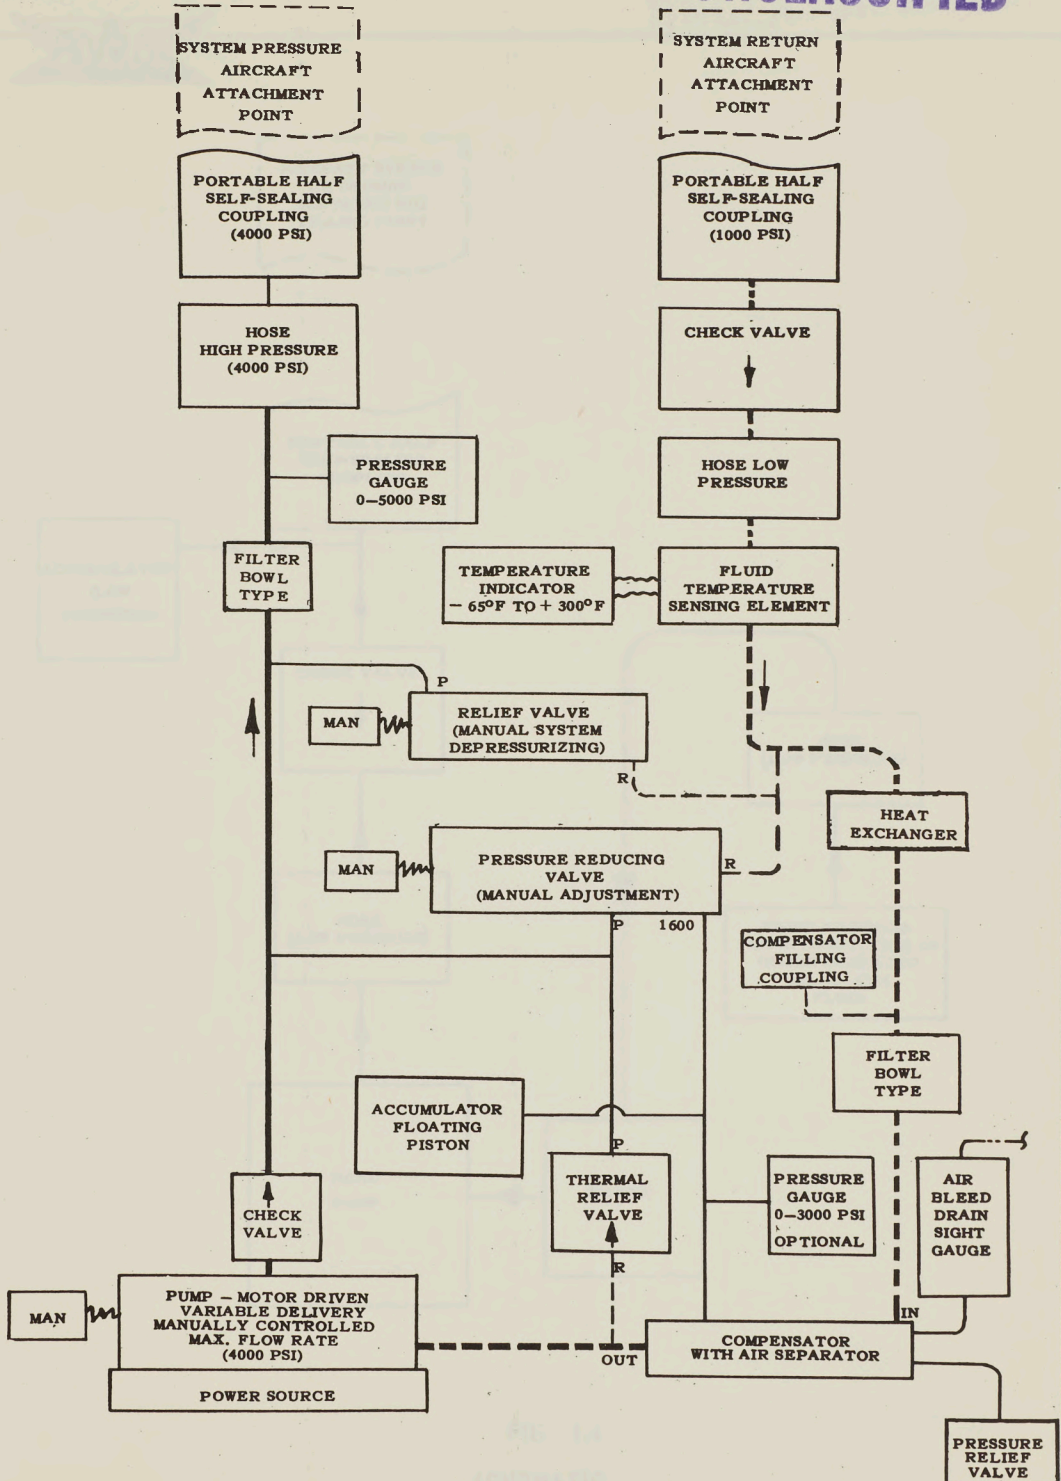 SYSTEM PRESSURE
AIRCRAFT
ATTACHMENT
POINT
SYSTEM RETURN
AIRCRAFT
ATTACHMENT
POINT
PORTABLE HALF
SELF-SEALING
COUPLING
(4000 PSI)
PORTABLE HALF
SELF-SEALING
COUPLING
(1000 PSI)
HOSE
HIGH PRESSURE
(4000 PSI)
CHECK VALVE
PRESSURE
GAUGE
0–5000 PSI
HOSE LOW
PRESSURE
FILTER
BOWL
TYPE
TEMPERATURE
INDICATOR
– 65°F TO + 300°F
FLUID
TEMPERATURE
SENSING ELEMENT
P
MAN
RELIEF VALVE
(MANUAL SYSTEM
DEPRESSURIZING)
R
HEAT
EXCHANGER
MAN
PRESSURE REDUCING
VALVE
(MANUAL ADJUSTMENT)
R
P
1600
COMPENSATOR
FILLING
COUPLING
FILTER
BOWL
TYPE
ACCUMULATOR
FLOATING
PISTON
P
THERMAL
RELIEF
VALVE
R
PRESSURE
GAUGE
0–3000 PSI
OPTIONAL
AIR
BLEED
DRAIN
SIGHT
GAUGE
CHECK
VALVE
MAN
PUMP – MOTOR DRIVEN
VARIABLE DELIVERY
MANUALLY CONTROLLED
MAX. FLOW RATE
(4000 PSI)
POWER SOURCE
OUT
IN
COMPENSATOR
WITH AIR SEPARATOR
PRESSURE
RELIEF
VALVE